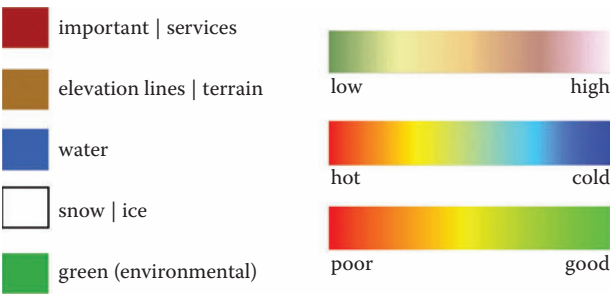 important | services
elevation lines | terrain
water
snow | ice
green (environmental)
low high
hot cold
poor good